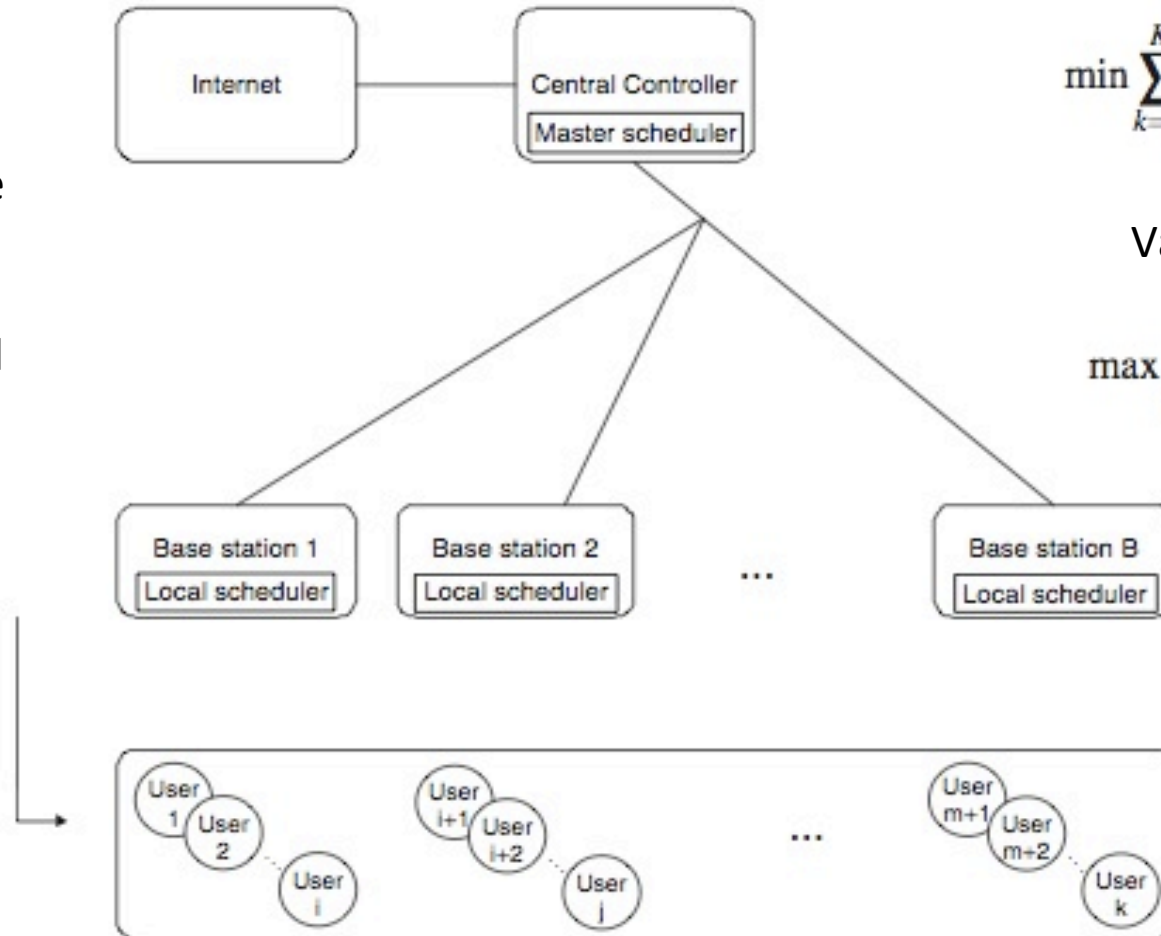 Internet
Central Controller
Master scheduler
min ∑
k=
e
Va
max
Base station 1
Local scheduler
Base station 2
Local scheduler
...
Base station B
Local scheduler
User
1
User
2
User
i
User
i+1
User
i+2
User
j
...
User
m+1
User
m+2
User
k